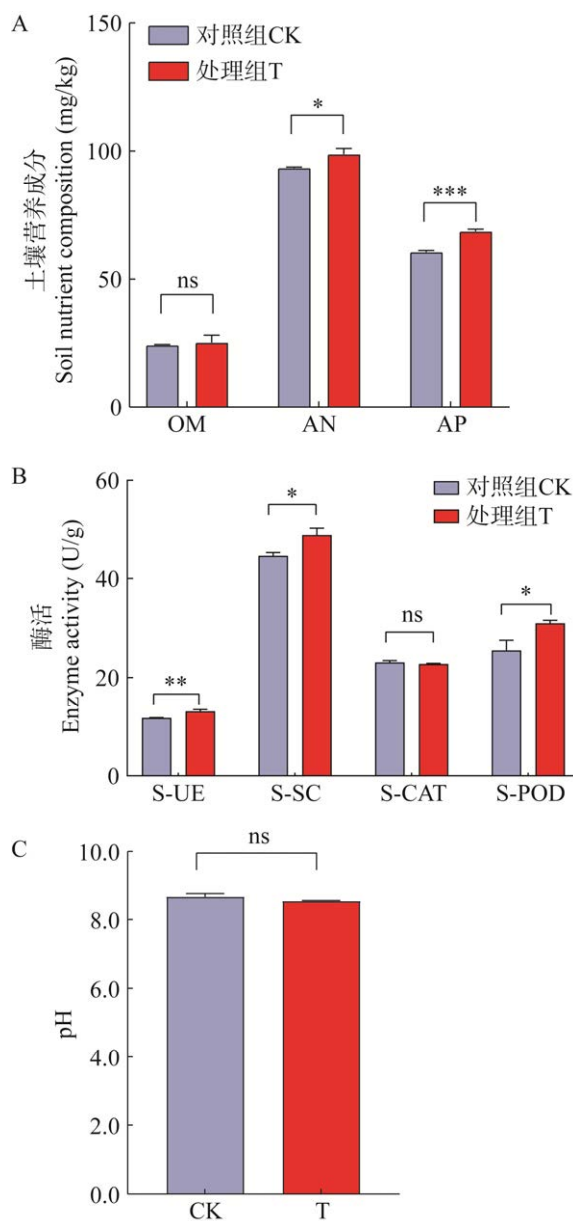 A
对照组CK
处理组T
土壤营养成分
Soil nutrient composition (mg/kg)
150
100
50
0
ns
*
***
OM AN AP
B
对照组CK
处理组T
酶活
Enzyme activity (U/g)
60
40
20
0
**
*
ns
*
S-UE S-SC S-CAT S-POD
C
pH
10.0
8.0
6.0
4.0
2.0
0.0
ns
CK T